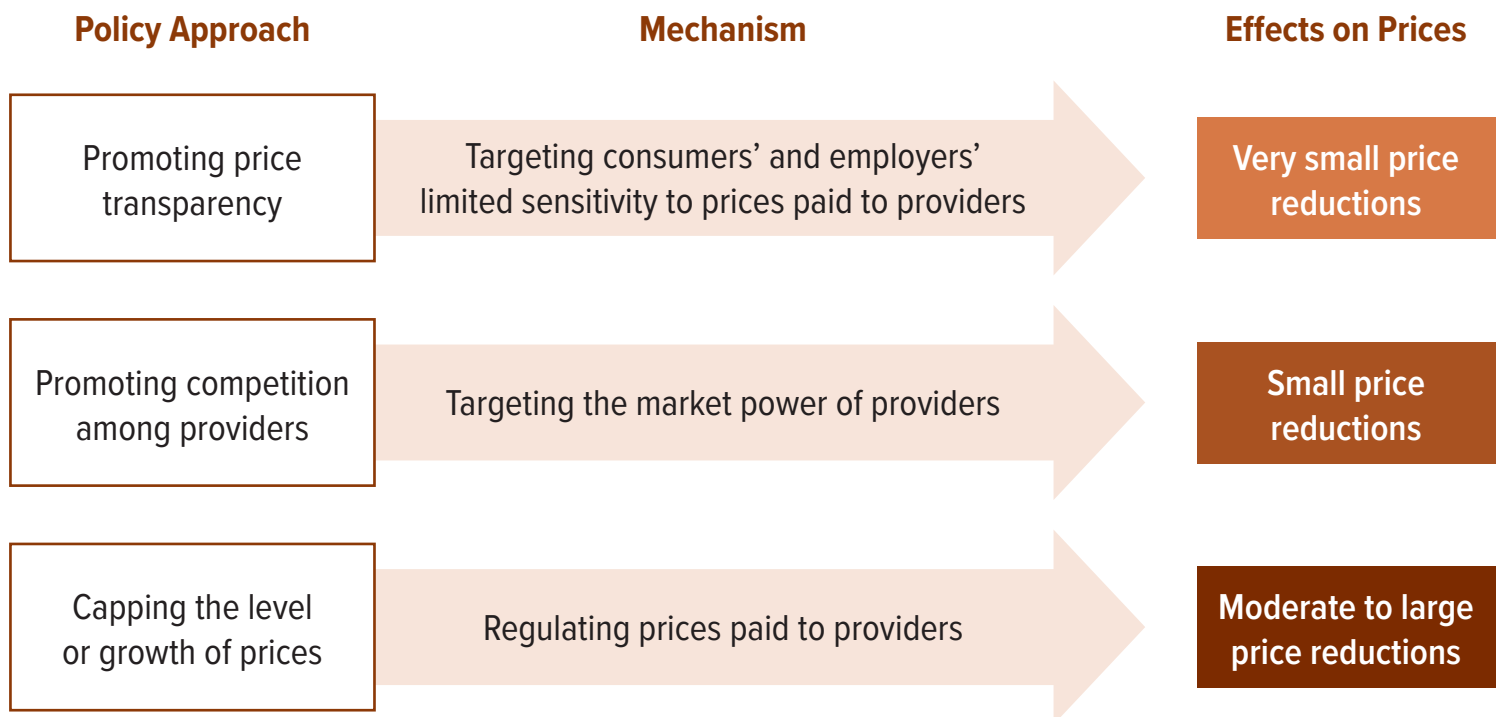 Policy Approach
Mechanism
Effects on Prices
Promoting price
transparency
Targeting consumers’ and employers’
limited sensitivity to prices paid to providers
Very small price
reductions
Promoting competition
among providers
Targeting the market power of providers
Small price
reductions
Capping the level
or growth of prices
Regulating prices paid to providers
Moderate to large
price reductions